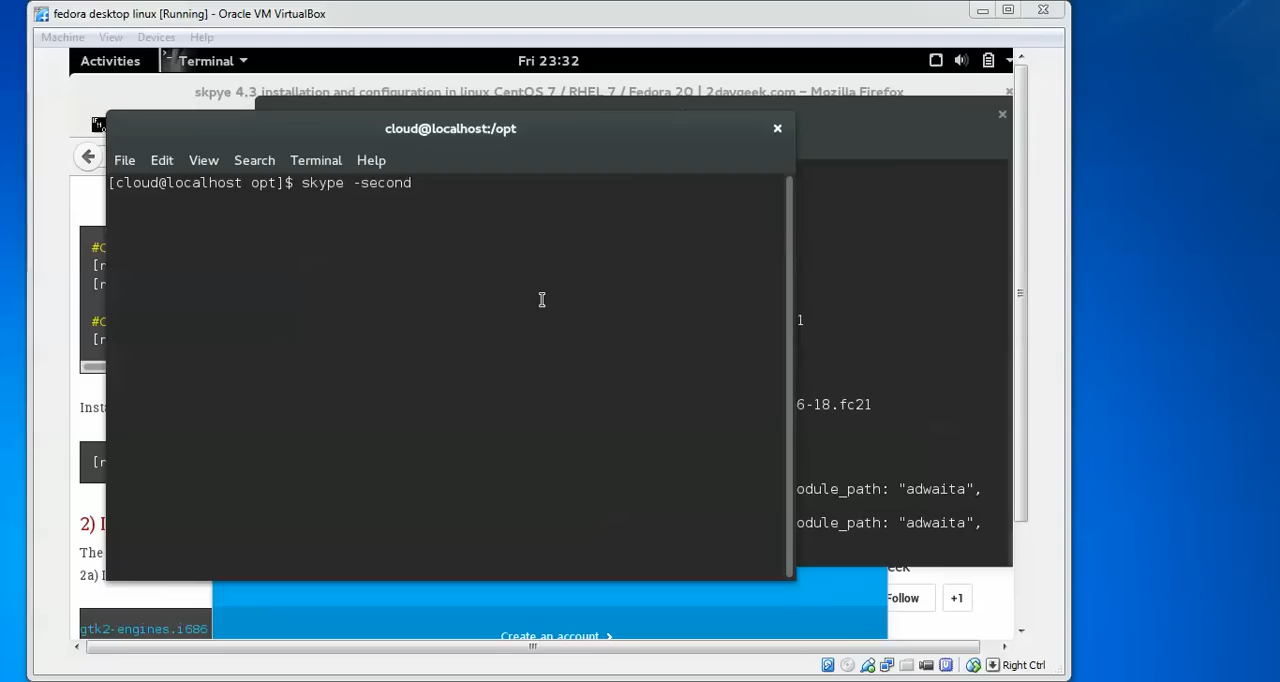 fedora desktop linux [Running] - Oracle VM VirtualBox
Machine View Devices Help
Activities Terminal Fri 23:32
skpye 4.3 installation and configuration in linux CentOS 7 / RHEL 7 / Fedora 20 | 2daygeek.com – Mozilla Firefox
cloud@localhost:/opt
File Edit View Search Terminal Help
[cloud@localhost opt]$ skype -second
#C
[r
[r
#C
[r
1
6-18.fc21
Inst
[r
odule_path: "adwaita",
odule_path: "adwaita",
2) I
The
2a) I
eek
Follow +1
gtk2-engines.i686
Create an account
Right Ctrl